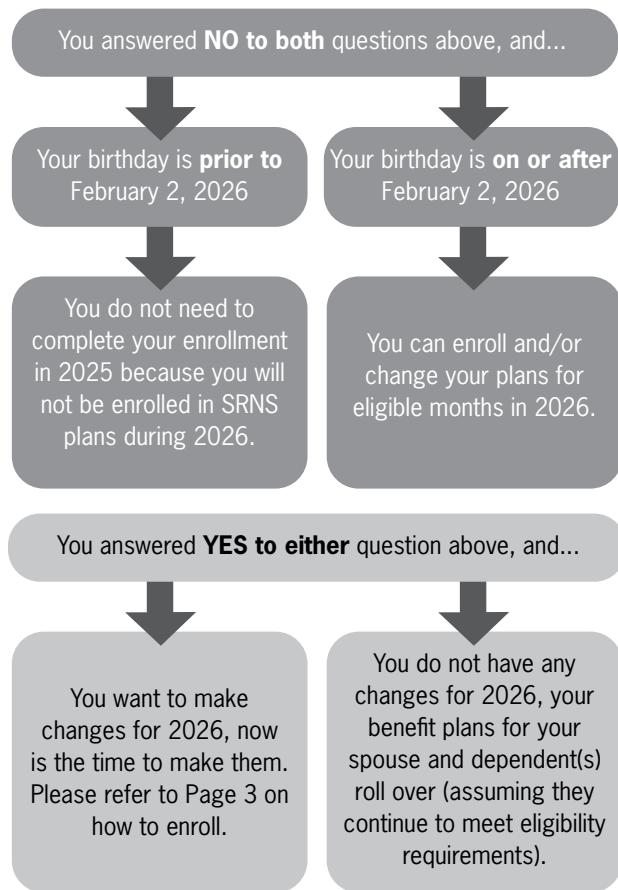 You answered NO to both questions above, and...
Your birthday is prior to
February 2, 2026
Your birthday is on or after
February 2, 2026
You do not need to
complete your enrollment
in 2025 because you will
not be enrolled in SRNS
plans during 2026.
You can enroll and/or
change your plans for
eligible months in 2026.
You answered YES to either question above, and...
You want to make
changes for 2026, now
is the time to make them.
Please refer to Page 3 on
how to enroll.
You do not have any
changes for 2026, your
benefit plans for your
spouse and dependent(s)
roll over (assuming they
continue to meet eligibility
requirements).